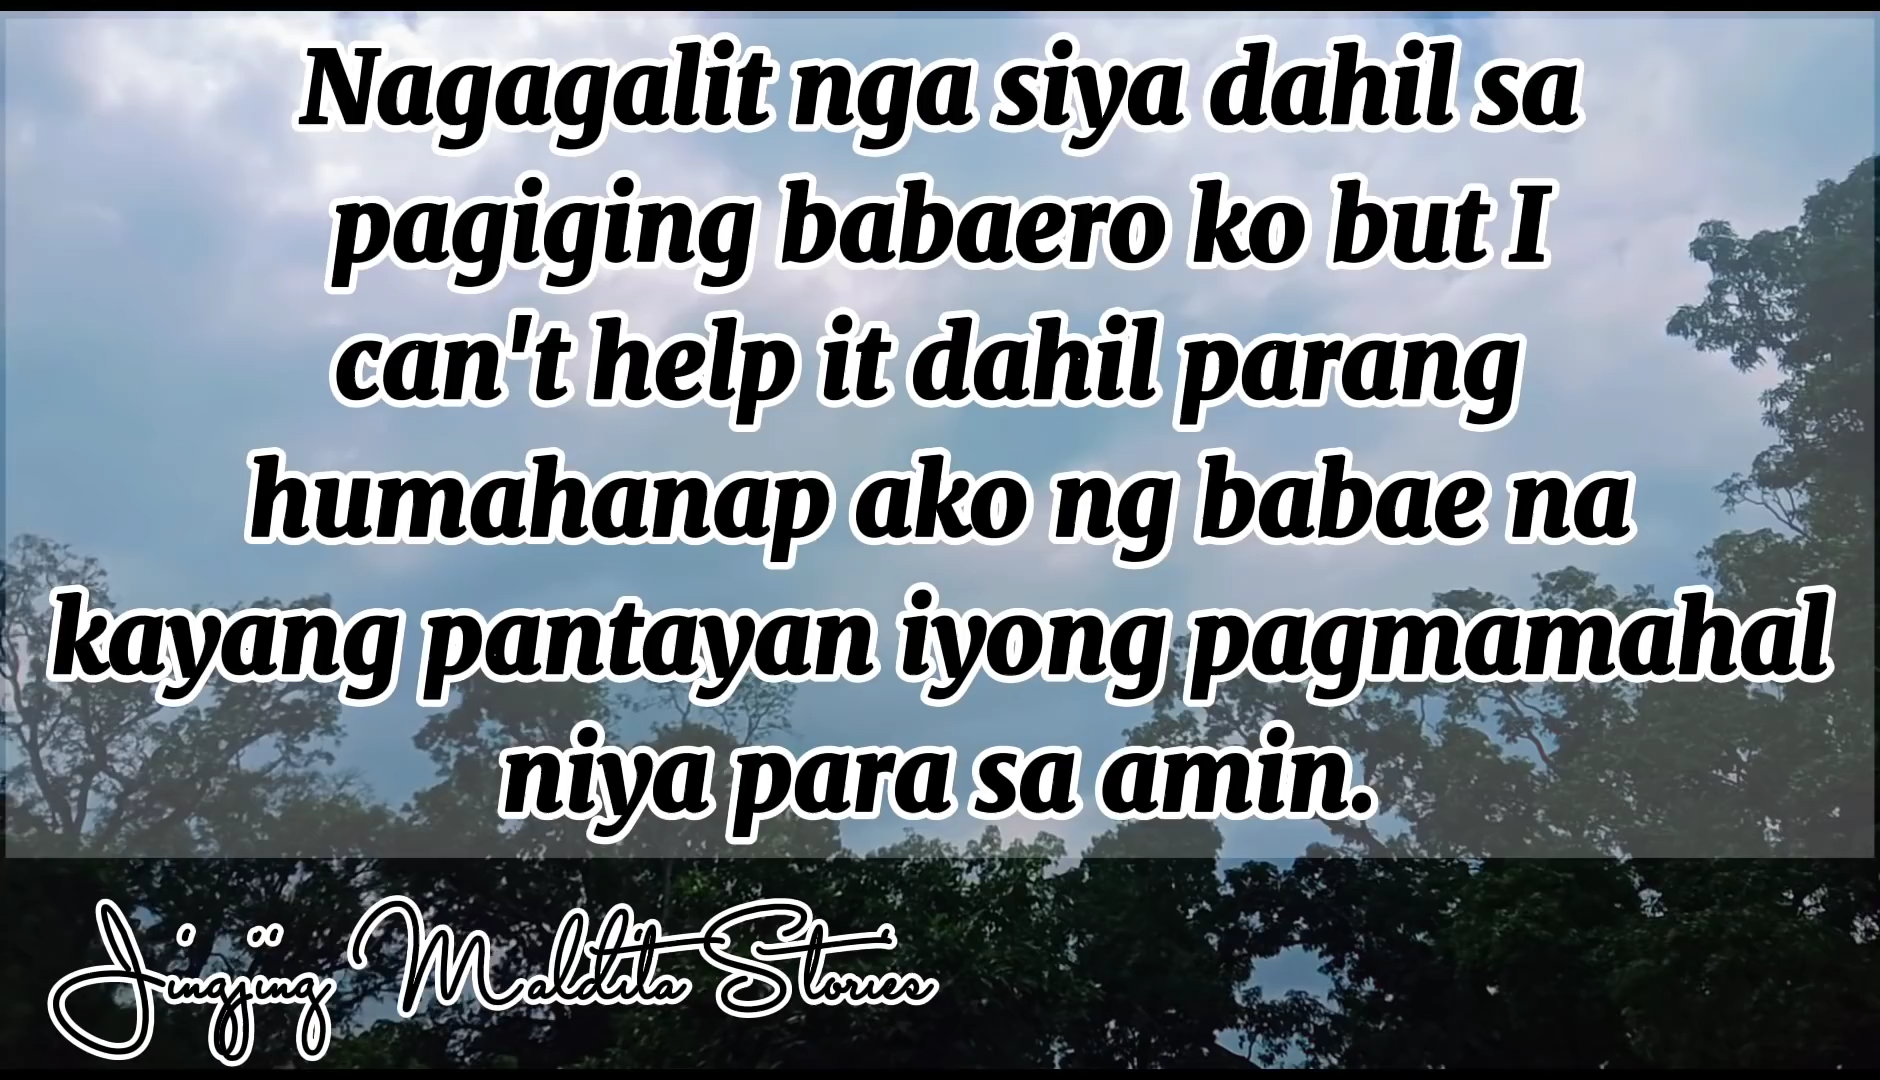 Nagagalit nga siya dahil sa
pagiging babaero ko but I
can't help it dahil parang
humahanap ako ng babae na
kayang pantayan iyong pagmamahal
niya para sa amin.
Jingjing Maldita Stories